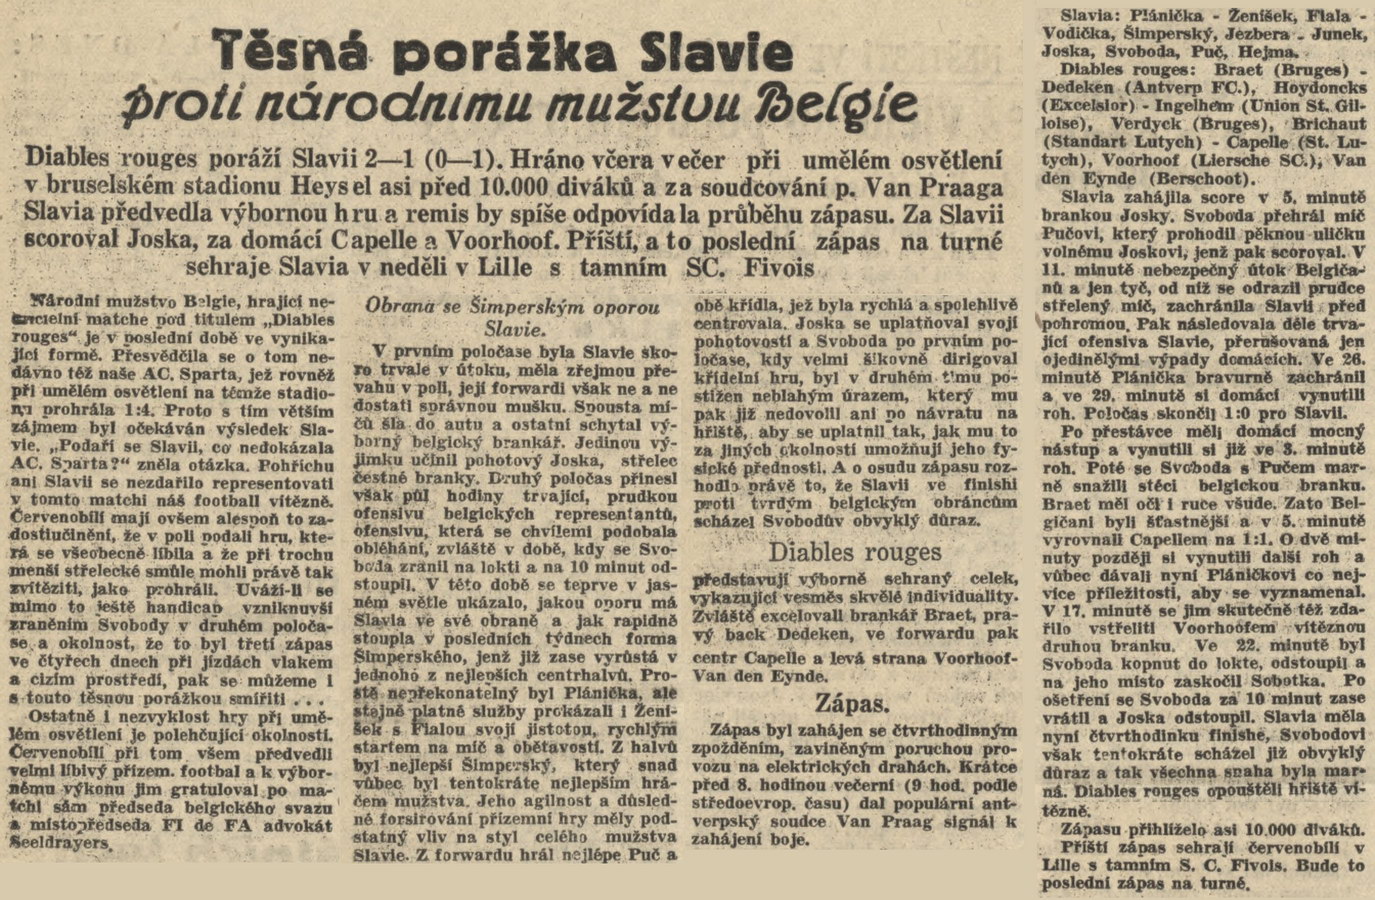 Těsná porážka Slavie
proti národnímu mužstvu Belgie
Diables rouges poráží Slavii 2—1 (0—1). Hráno včera večer při umělém osvětlení
v bruselském stadionu Heysel asi před 10.000 diváků a za soudcování p. Van Praaga
Slavia předvedla výbornou hru a remis by spíše odpovídala průběhu zápasu. Za Slavii
scoroval Joska, za domácí Capelle a Voorhoof. Příští, a to poslední zápas na turné
sehraje Slavia v neděli v Lille s tamním SC. Fivois
Národní mužstvo Belgie, hrající ne-
matche pod titulem „Diables
rouges“ je v poslední době ve vynika-
jící formě. Přesvědčila se o tom ne-
dávno též naše AC. Sparta, jež rovněž
při umělém osvětlení na témže stadio-
nu prohrála 1:4. Proto s tím větším
zájmem byl očekáván výsledek Sla-
vie. „Podaří se Slavii, co nedokázala
AC. Sparta?“ zněla otázka. Pohříchu
ani Slavii se nezdařilo representovati
v tomto matchi náš football vítězně.
Červenobílí mají ovšem alespoň to za-
dostiučinění, že v poli podali hru, kte-
rá se všeobecně líbila a že při trochu
menší střelecké smůle mohli právě tak
zvítěziti, jako prohráli. Uváží-li se
mimo to ještě handicap vzniknuvší
zraněním Svobody v druhém poloča-
se a okolnost, že to byl třetí zápas
ve čtyřech dnech při jízdách vlakem
a cizím prostředí, pak se můžeme i
s touto těsnou porážkou smířiti . . .
Ostatně i nezvyklost hry při umě-
lém osvětlení je polehčující okolností.
Červenobílí při tom všem předvedli
velmi líbivý přízem. footbal a k výbor-
nému výkonu jim gratuloval po ma-
tchi sám předseda belgického svazu
a místopředseda FI de FA advokát
Seeldrayers.
Obrana se Šimperským oporou
Slavie.
V prvním poločase byla Slavie sko-
ro trvale v útoku, měla zřejmou pře-
vahu v poli, její forwardi však ne a ne
dostati správnou mušku. Spousta mí-
čů šla do autu a ostatní schytal vý-
borný belgický brankář. Jedinou vý-
jimku učinil pohotový Joska, střelec
čestné branky. Druhý poločas přinesl
však půl hodiny trvající, prudkou
ofensivu belgických representantů,
ofensivu, která se chvílemi podobala
obléhání, zvláště v době, kdy se Svo-
boda zranil na lokti a na 10 minut od-
stoupil. V této době se teprve v jas-
ném světle ukázalo, jakou oporu má
Slavia ve své obraně a jak rapidně
stoupla v posledních týdnech forma
Šimperského, jenž již zase vyrůstá v
jednoho z nejlepších centrhalvů. Pro-
stě nepřekonatelný byl Plánička, ale
stejně platné služby prokázali i Žení-
šek s Fialou svojí jistotou, rychlým
startem na míč a obětavostí. Z halvů
byl nejlepší Šimperský, který snad
vůbec byl tentokráte nejlepším hrá-
čem mužstva. Jeho agilnost a důsled-
né forsírování přízemní hry měly pod-
statný vliv na styl celého mužstva
Slavie. Z forwardu hrál nejlépe Puč a
obě křídla, jež byla rychlá a spolehlivě
centrovala. Joska se uplatňoval svojí
pohotovostí a Svoboda po prvním po-
ločase, kdy velmi šikovně dirigoval
křídelní hru, byl v druhém t'mu po-
stižen neblahým úrazem, který mu
pak již nedovolil ani po návratu na
hřiště, aby se uplatnil tak, jak mu to
za jiných okolností umožňují jeho fy-
sické přednosti. A o osudu zápasu roz-
hodlo právě to, že Slavii ve finishi
proti tvrdým belgickým obráncům
scházel Svobodův obvyklý důraz.
Diables rouges
představují výborně sehraný celek,
vykazující vesměs skvělé individuality.
Zvláště excelovali brankář Braet, pra-
vý back Dedeken, ve forwardu pak
centr Capelle a levá strana Voorhoof-
Van den Eynde.
Zápas.
Zápas byl zahájen se čtvrthodinným
zpožděním, zaviněným poruchou pro-
vozu na elektrických drahách. Krátce
před 8. hodinou večerní (9 hod. podle
středoevrop. času) dal populární ant-
verpský soudce Van Praag signál k
zahájení boje.
Slavia: Plánička - Ženíšek, Fiala -
Vodička, Šimperský, Jezbera - Junek,
Joska, Svoboda, Puč, Hejma.
Diables rouges: Braet (Bruges) -
Dedeken (Antverp FC.), Hoydoncks
(Excelsior) - Ingelhem (Union St. Gil-
loise), Verdyck (Bruges), Brichaut
(Standart Lutych) - Capelle (St. Lu-
tych), Voorhoof (Liersche SC.), Van
den Eynde (Berschoot).
Slavia zahájila score v 5. minutě
brankou Josky. Svoboda přehrál míč
Pučovi, který prohodil pěknou uličku
volnému Joskovi, jenž pak scoroval. V
11. minutě nebezpečný útok Belgiča-
nů a jen tyč, od níž se odrazil prudce
střelený míč, zachránila Slavii před
pohromou. Pak následovala déle trva-
jící ofensiva Slavie, přerušovaná jen
ojedinělými výpady domácích. Ve 26.
minutě Plánička bravurně zachránil
a ve 29. minutě si domácí vynutili
roh. Poločas skončil 1:0 pro Slavii.
Po přestávce měli domácí mocný
nástup a vynutili si již ve 3. minutě
roh. Poté se Svoboda s Pučem mar-
ně snažili stéci belgickou branku.
Braet měl oči i ruce všude. Zato Bel-
gičani byli šťastnější a v 5. minutě
vyrovnali Capellem na 1:1. O dvě mi-
nuty později si vynutili další roh a
vůbec dávali nyní Pláničkovi co nej-
více příležitosti, aby se vyznamenal.
V 17. minutě se jim skutečně též zda-
řilo vstřeliti Voorhoofem vítěznou
druhou branku. Ve 22. minutě byl
Svoboda kopnut do lokte, odstoupil a
na jeho místo zaskočil Sobotka. Po
ošetření se Svoboda za 10 minut zase
vrátil a Joska odstoupil. Slavia měla
nyní čtvrthodinku finishe, Svobodovi
však tentokráte scházel již obvyklý
důraz a tak všechna snaha byla mar-
ná. Diables rouges opouštěli hřiště ví-
tězně.
Zápasu přihlíželo asi 10.000 diváků.
Příští zápas sehrají červenobílí v
Lille s tamním S. C. Fivois. Bude to
poslední zápas na turné.